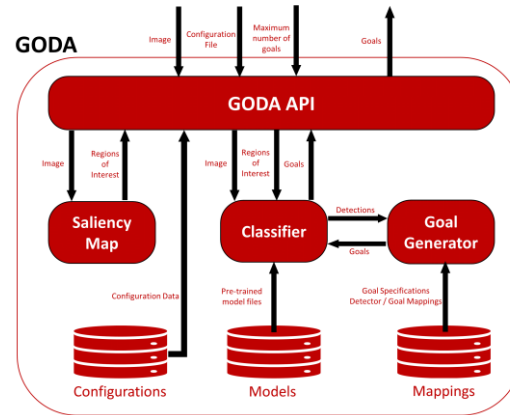 GODA
Image
Configuration
File
Maximum
number of
goals
Goals
GODA API
Image
Regions
of
Interest
Image
Regions
of
Interest
Goals
Saliency
Map
Classifier
Detections
Goals
Goal
Generator
Configuration Data
Pre-trained
model files
Goal Specifications
Detector / Goal Mappings
Configurations
Models
Mappings